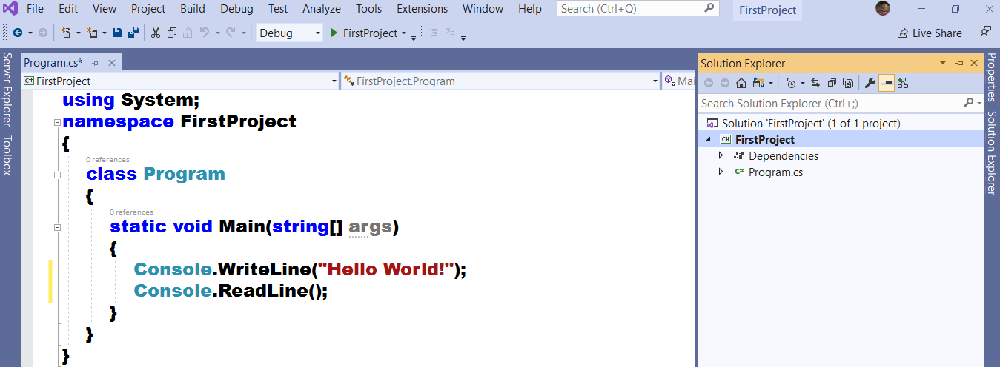 File Edit View Project Build Debug Test Analyze Tools Extensions Window Help Search (Ctrl+Q) FirstProject
Debug FirstProject Live Share
Server Explorer
Toolbox
Program.cs*
FirstProject FirstProject.Program Mai
using System;
namespace FirstProject
{
0 references
class Program
{
0 references
static void Main(string[] args)
{
Console.WriteLine("Hello World!");
Console.ReadLine();
}
}
}
Solution Explorer
Search Solution Explorer (Ctrl+;)
Solution 'FirstProject' (1 of 1 project)
C# FirstProject
Dependencies
C# Program.cs
Properties
Solution Explorer